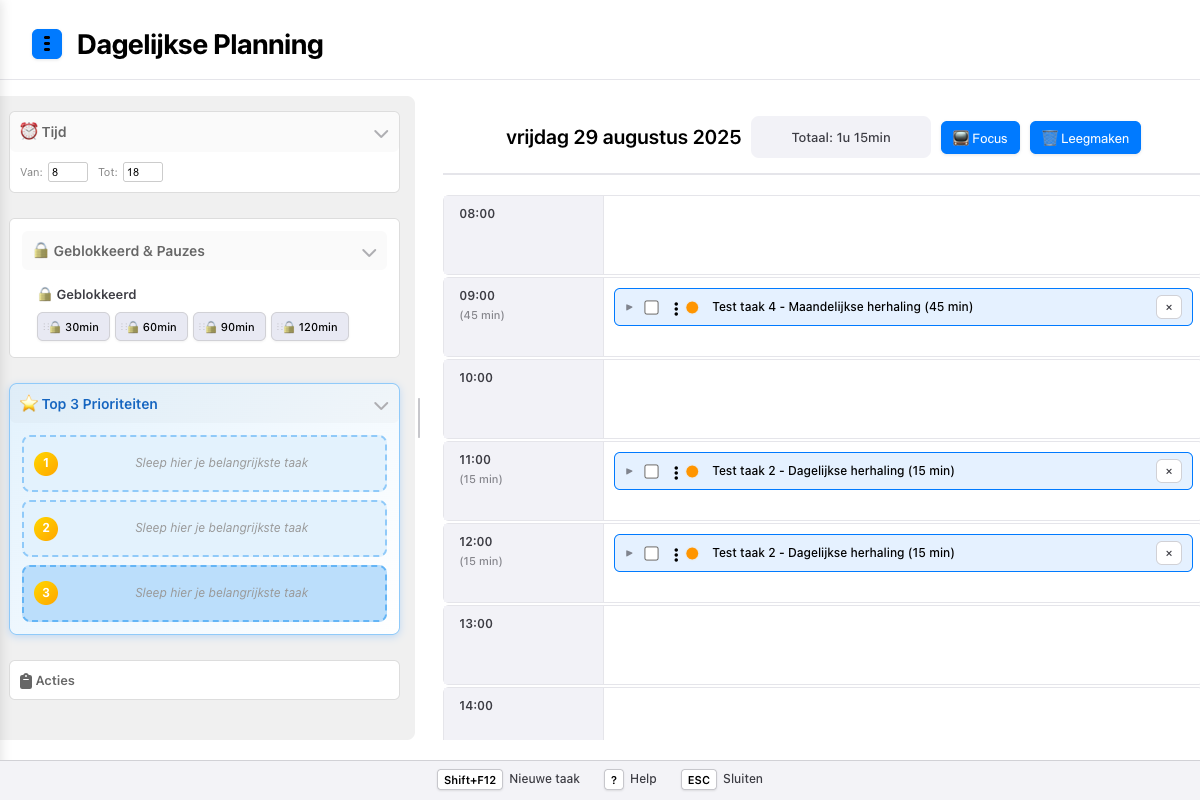 Dagelijkse Planning
Tijd
Van: 8 Tot: 18
Geblokkeerd & Pauzes
Geblokkeerd
30min 60min 90min 120min
Top 3 Prioriteiten
1 Sleep hier je belangrijkste taak
2 Sleep hier je belangrijkste taak
3 Sleep hier je belangrijkste taak
Acties
vrijdag 29 augustus 2025 Totaal: 1u 15min Focus Leegmaken
08:00
09:00
(45 min)
Test taak 4 - Maandelijkse herhaling (45 min) ×
10:00
11:00
(15 min)
Test taak 2 - Dagelijkse herhaling (15 min) ×
12:00
(15 min)
Test taak 2 - Dagelijkse herhaling (15 min) ×
13:00
14:00
Shift+F12 Nieuwe taak ? Help ESC Sluiten